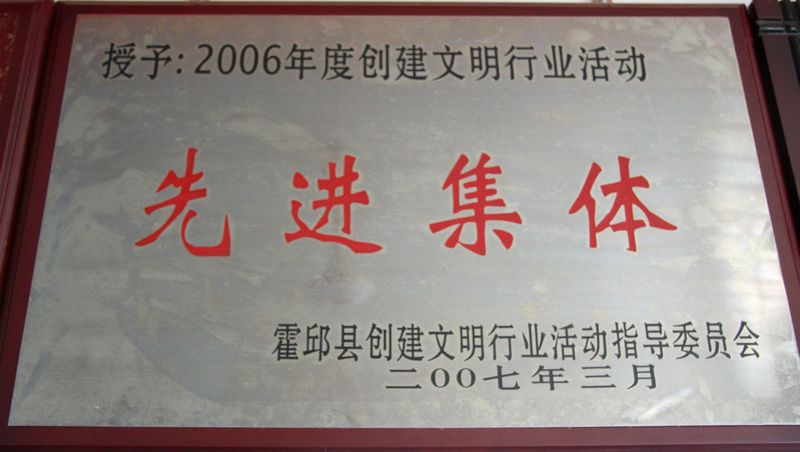 授予:2006年度创建文明行业活动
先进集体
霍邱县创建文明行业活动指导委员会
二OO七年三月